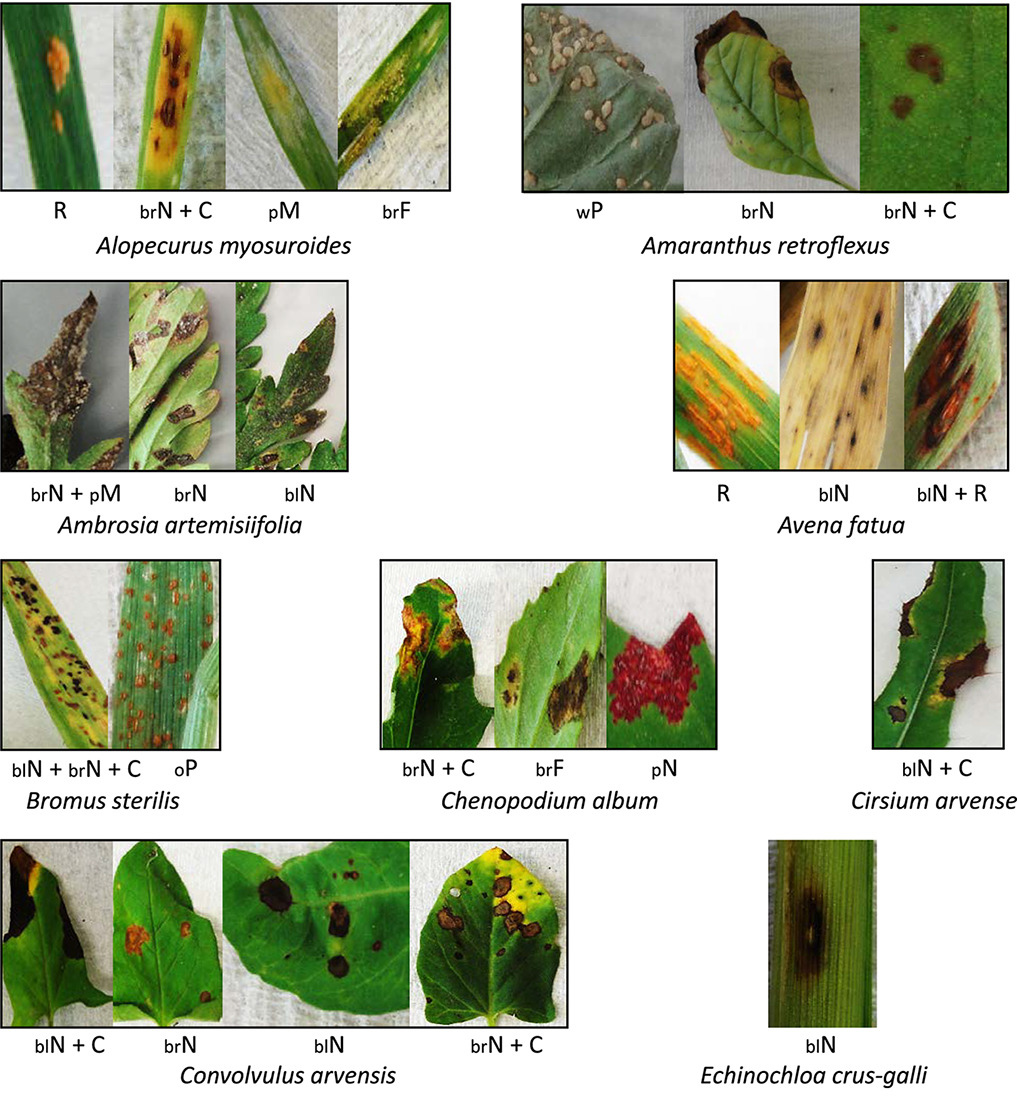 R brN + C pM brF
Alopecurus myosuroides
wP brN brN + C
Amaranthus retroflexus
brN + pM brN blN
Ambrosia artemisiifolia
R blN blN + R
Avena fatua
blN + brN + C oP
Bromus sterilis
brN + C brF pN
Chenopodium album
blN + C
Cirsium arvense
blN + C brN blN brN + C
Convolvulus arvensis
blN
Echinochloa crus-galli